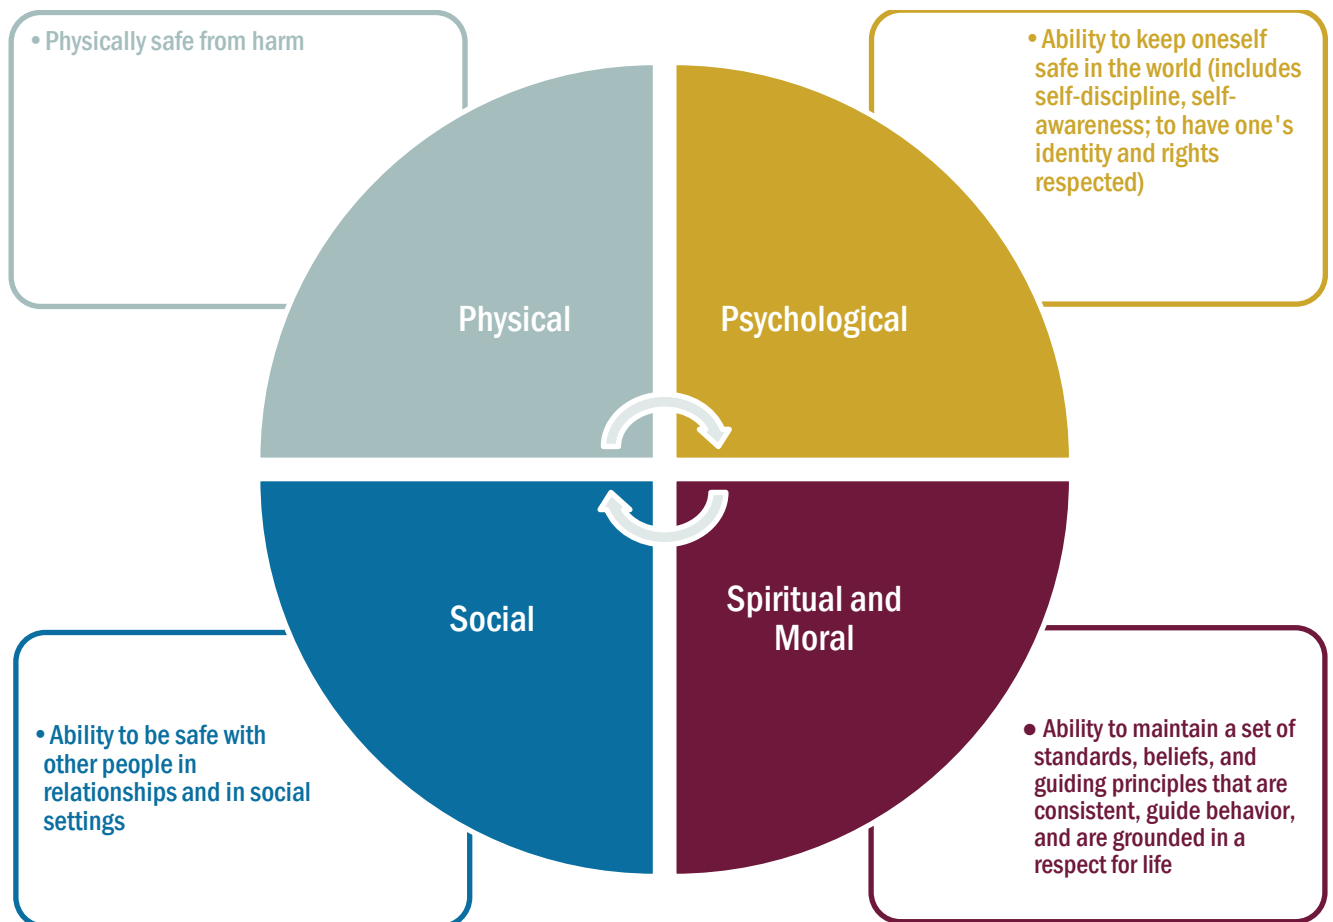 • Physically safe from harm
• Ability to keep oneself
safe in the world (includes
self-discipline, self-
awareness; to have one's
identity and rights
respected)
Physical
Psychological
Social
Spiritual and
Moral
• Ability to be safe with
other people in
relationships and in social
settings
• Ability to maintain a set of
standards, beliefs, and
guiding principles that are
consistent, guide behavior,
and are grounded in a
respect for life